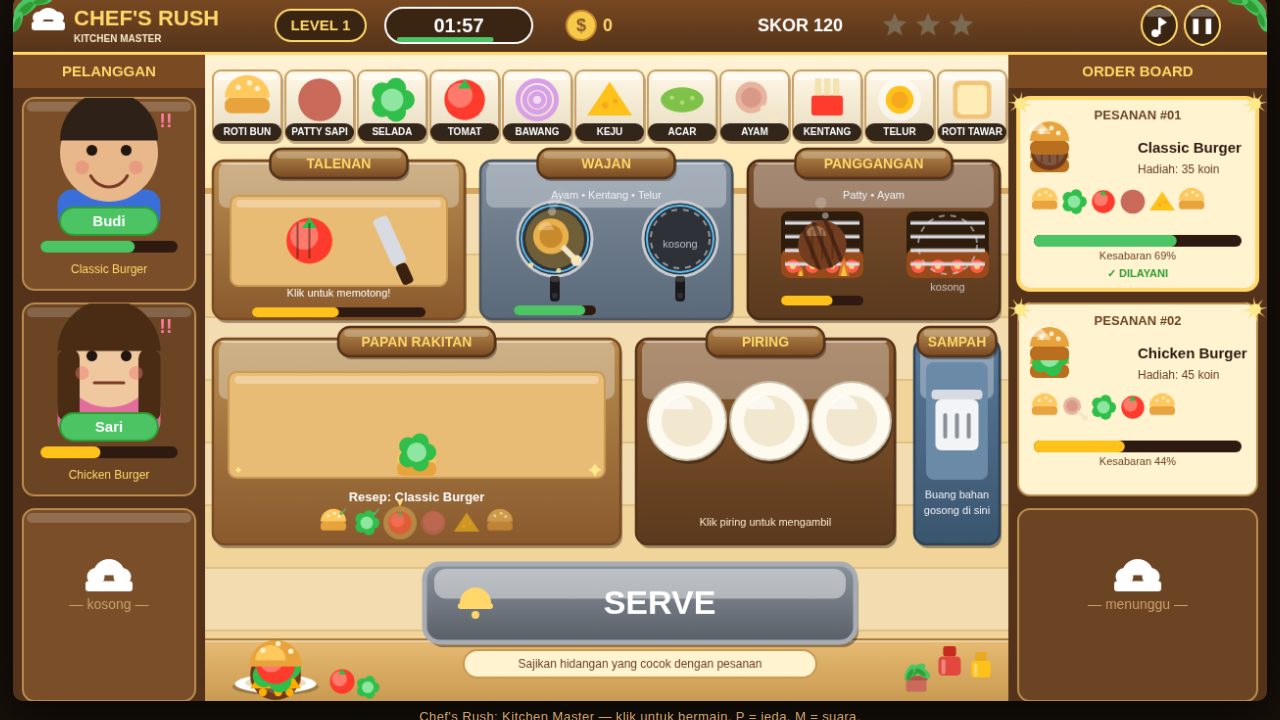 CHEF'S RUSH
KITCHEN MASTER
LEVEL 1
01:57
$ 0
SKOR 120
PELANGGAN
!!
Budi
Classic Burger
!!
Sari
Chicken Burger
— kosong —
ROTI BUN
PATTY SAPI
SELADA
TOMAT
BAWANG
KEJU
ACAR
AYAM
KENTANG
TELUR
ROTI TAWAR
TALENAN
Klik untuk memotong!
WAJAN
Ayam • Kentang • Telur
kosong
PANGGANGAN
Patty • Ayam
kosong
PAPAN RAKITAN
Resep: Classic Burger
PIRING
Klik piring untuk mengambil
SAMPAH
Buang bahan
gosong di sini
SERVE
Sajikan hidangan yang cocok dengan pesanan
ORDER BOARD
PESANAN #01
Classic Burger
Hadiah: 35 koin
Kesabaran 69%
✓ DILAYANI
PESANAN #02
Chicken Burger
Hadiah: 45 koin
Kesabaran 44%
— menunggu —
Chef's Rush: Kitchen Master — klik untuk bermain. P = jeda. M = suara.